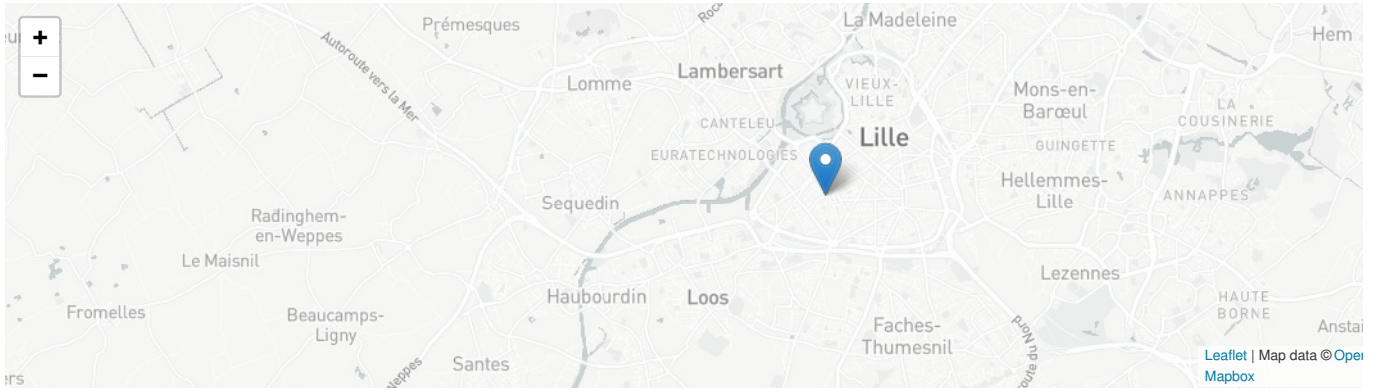 +
−
Prémesques
La Madeleine
Hem
Autoroute vers la Mer
Lomme
Lambersart
VIEUX-
LILLE
Mons-en-
Barœul
LA
COUSINERIE
CANTELEU
Lille
EURATECHNOLOGIES
GUINGETTE
Hellemmes-
Lille
ANNAPPES
Sequedin
Radinghem-
en-Weppes
Le Maisnil
Lezennes
Haubourdin
Loos
HAUTE
BORNE
Fromelles
Beaucamps-
Ligny
Faches-
Thumesnil
Santes
Leaflet | Map data © Open
Mapbox